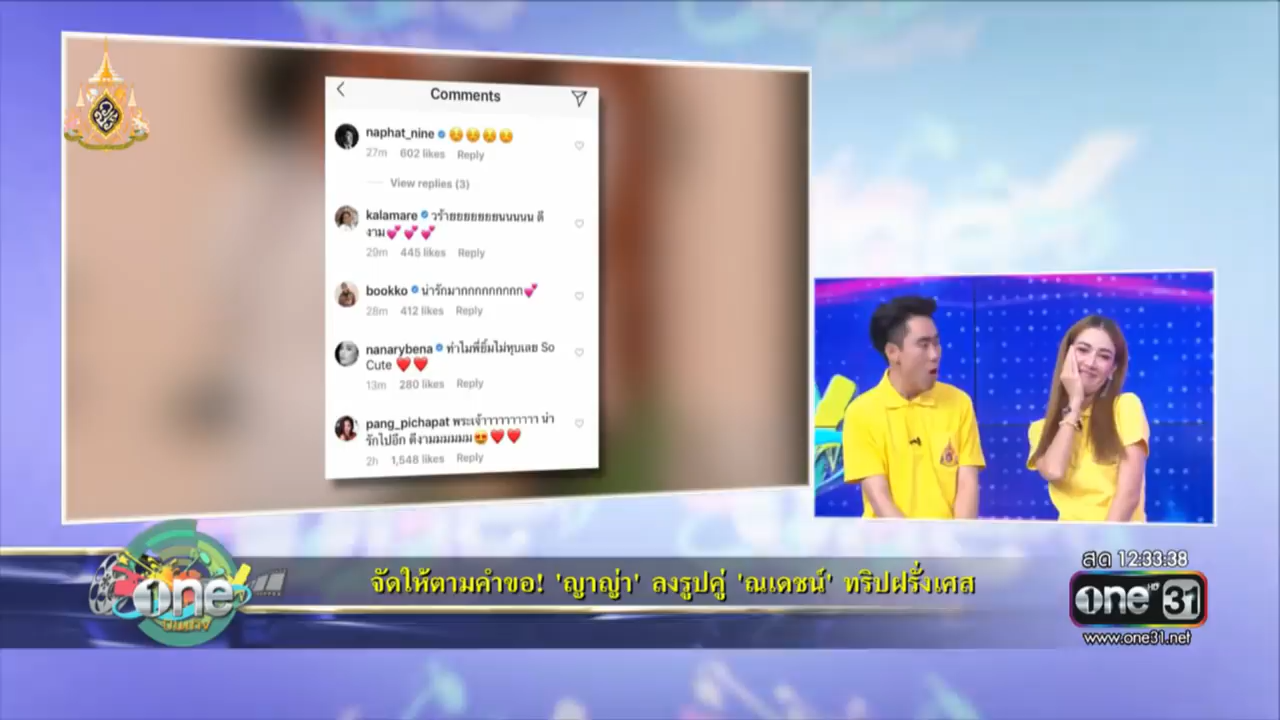 Comments
naphat_nine 😣😣😣😣
27m 602 likes Reply
View replies (3)
kalamare วร้ายยยยยยยนนนนน ดี
งาม💕💕💕
29m 445 likes Reply
bookko น่ารักมากกกกกกกกก💕
28m 412 likes Reply
nanarybena ทำไมพี่ยิ้มไม่หุบเลย So
Cute ❤️❤️
13m 280 likes Reply
pang_pichapat พระเจ้าาาาาาาาาา น่า
รักไปอีก ดีงามมมมมม😍❤️❤️
2h 1,548 likes Reply
จัดให้ตามคำขอ! 'ญาญ่า' ลงรูปคู่ 'ณเดชน์' ทริปฝรั่งเศส
one
บันเทิง
สด 12:33:38
one HD 31
www.one31.net